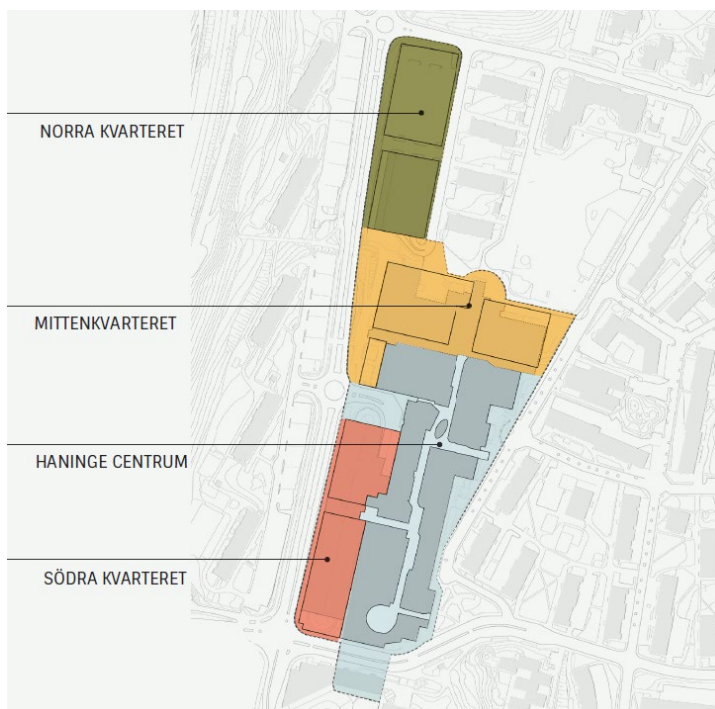 NORRA KVARTERET
MITTENKVARTERET
HANINGE CENTRUM
SÖDRA KVARTERET